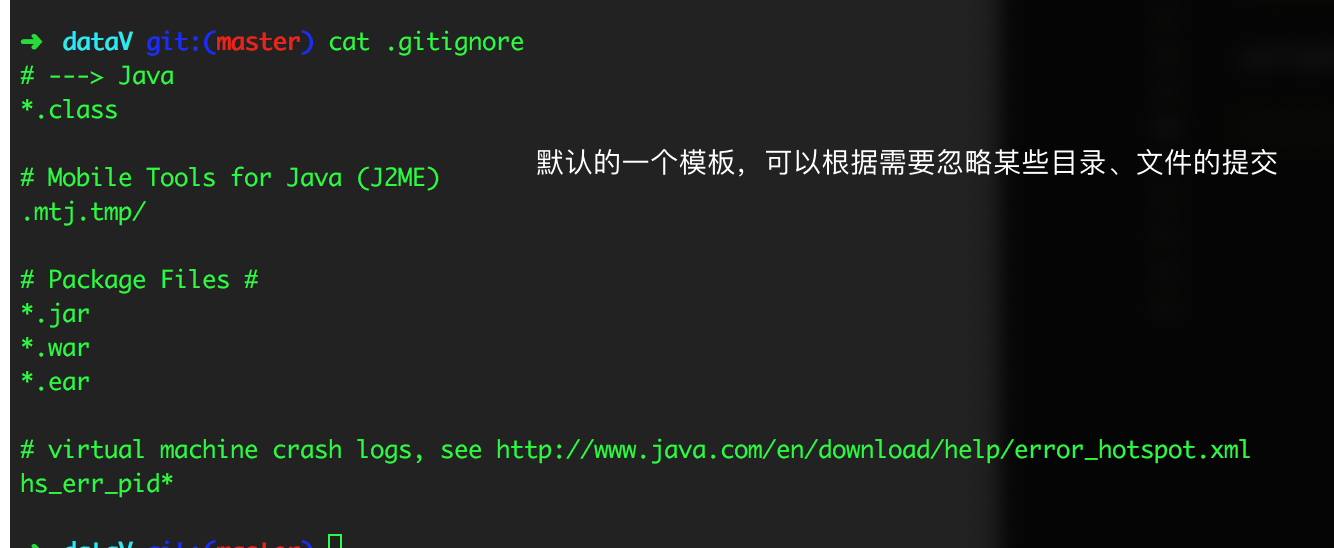 ➜  dataV git:(master) cat .gitignore
# ---> Java
*.class
默认的一个模板，可以根据需要忽略某些目录、文件的提交
# Mobile Tools for Java (J2ME)
.mtj.tmp/
# Package Files #
*.jar
*.war
*.ear
# virtual machine crash logs, see http://www.java.com/en/download/help/error_hotspot.xml
hs_err_pid*
➜  dataV git:(master)